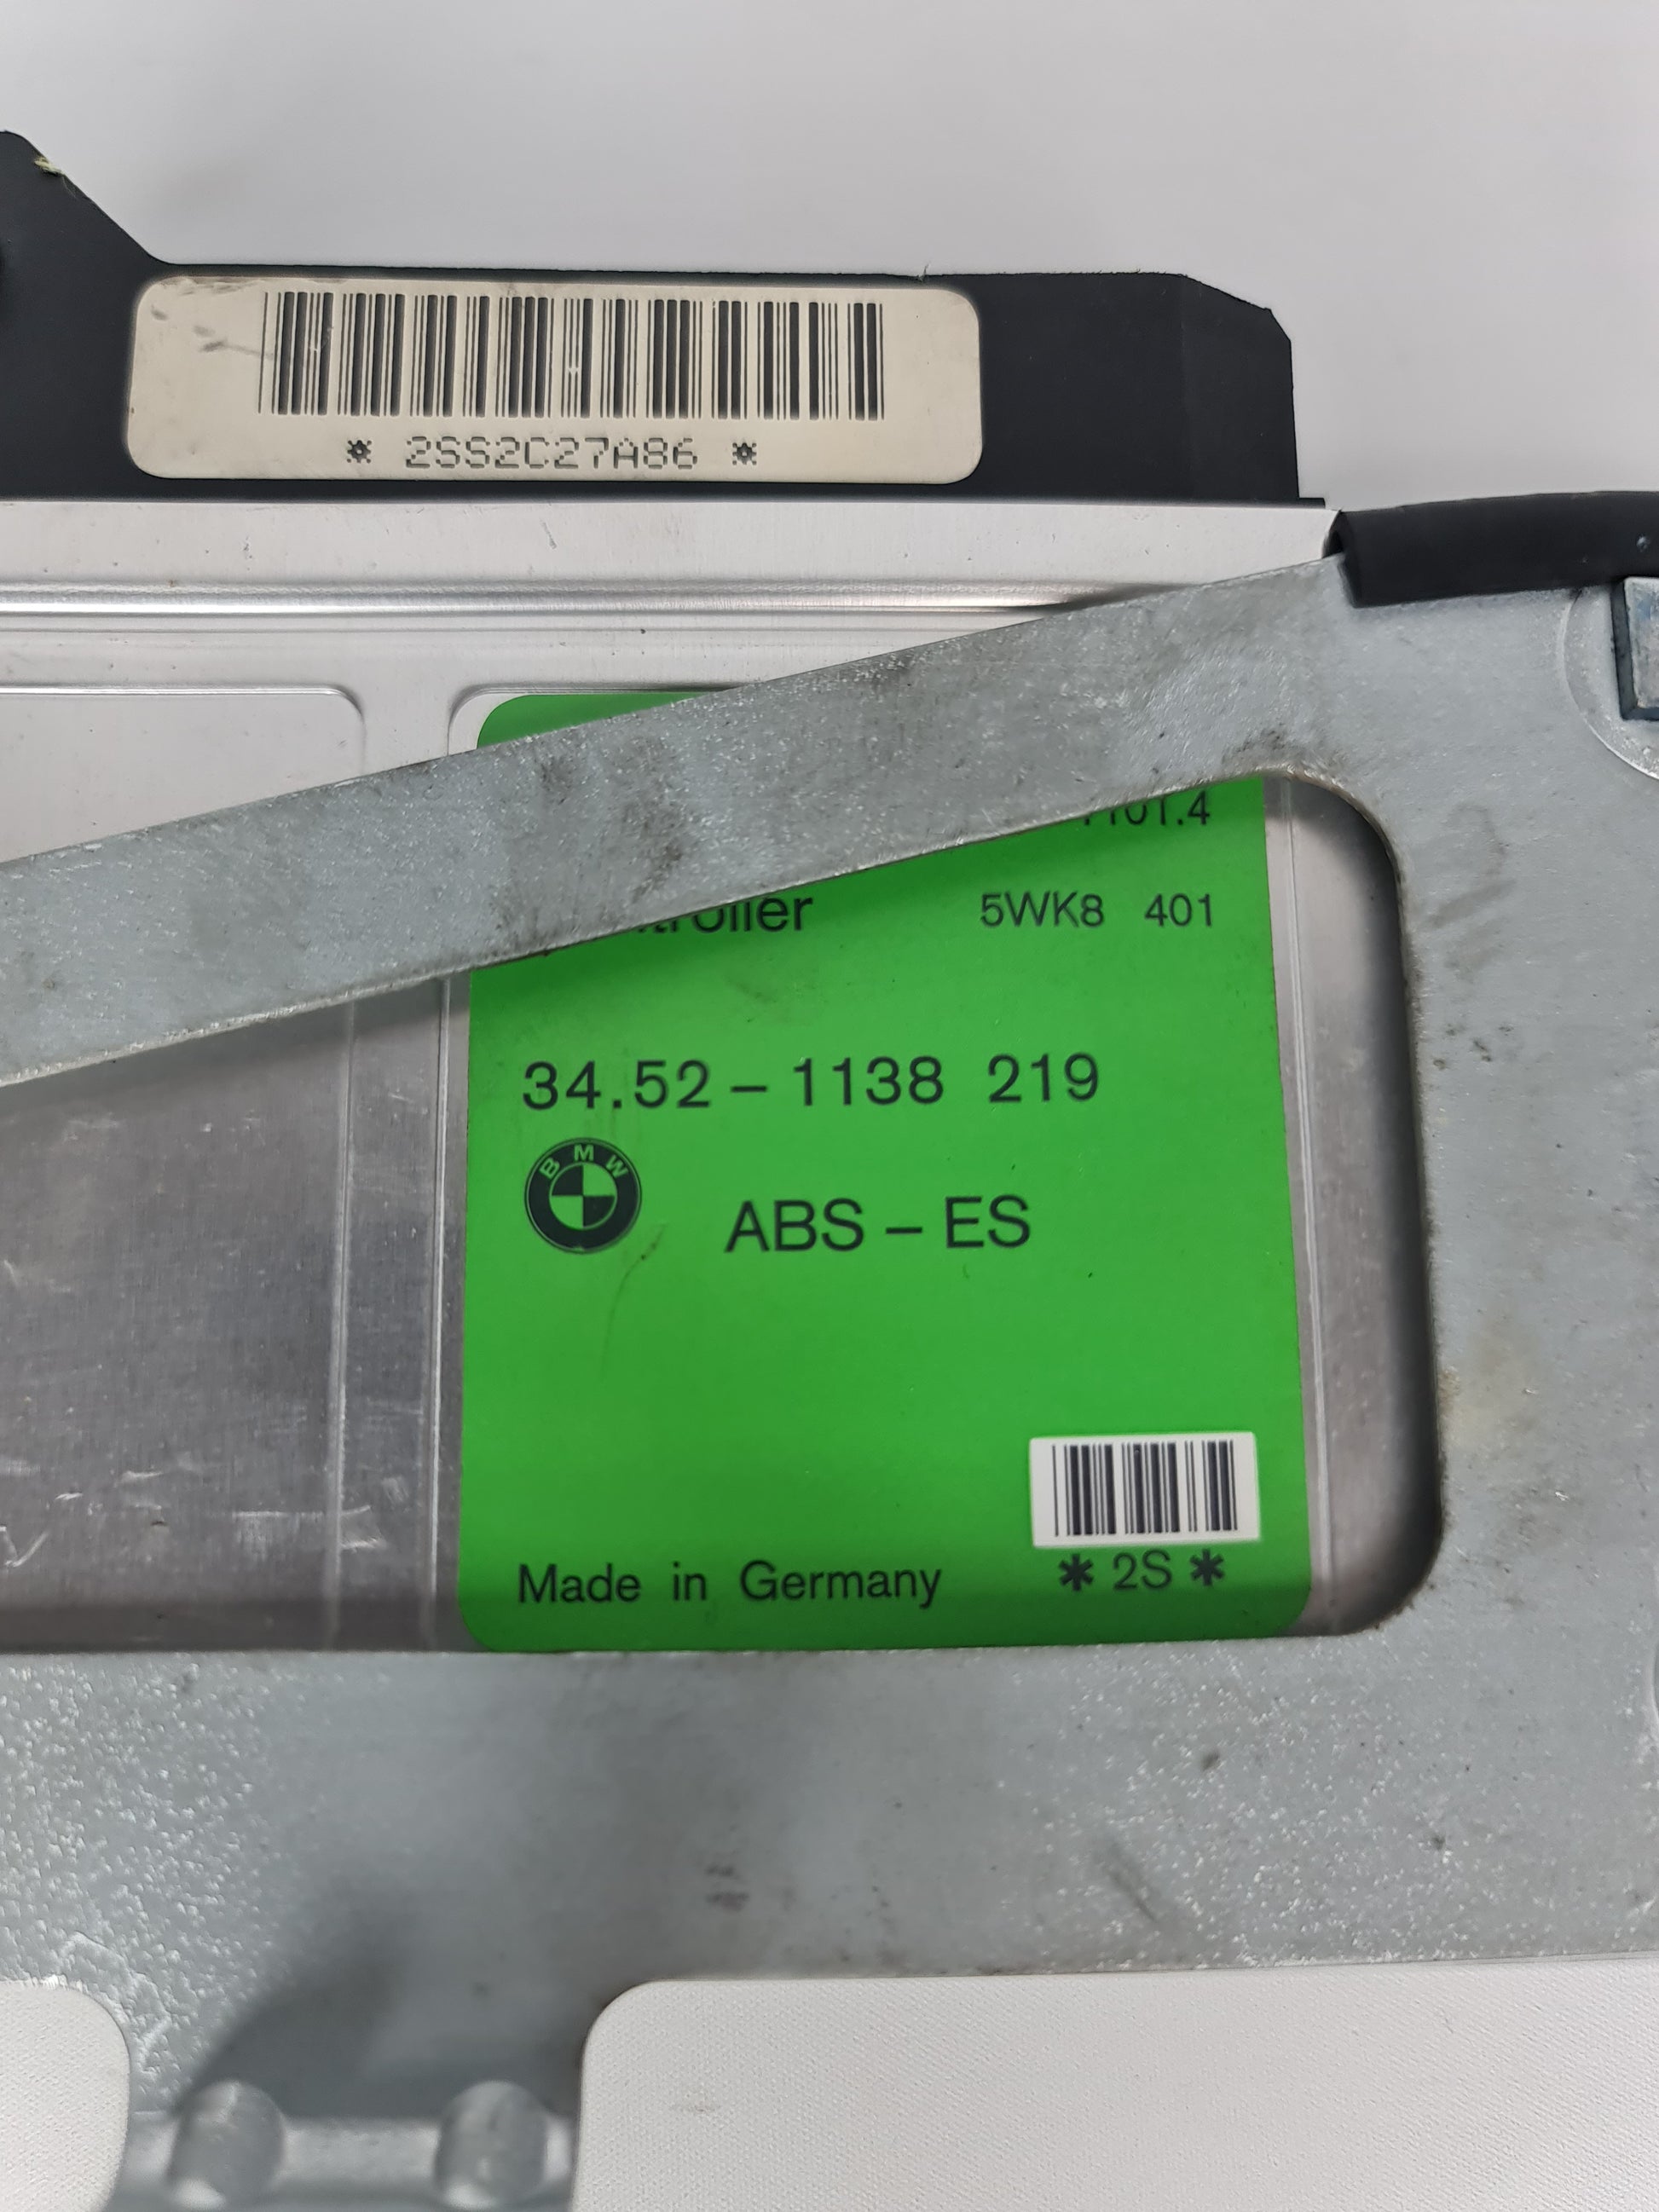 * 2SS2C27A86 *
5WK8 401
34.52-1138 219
BMW
ABS-ES
Made in Germany
* 2S *